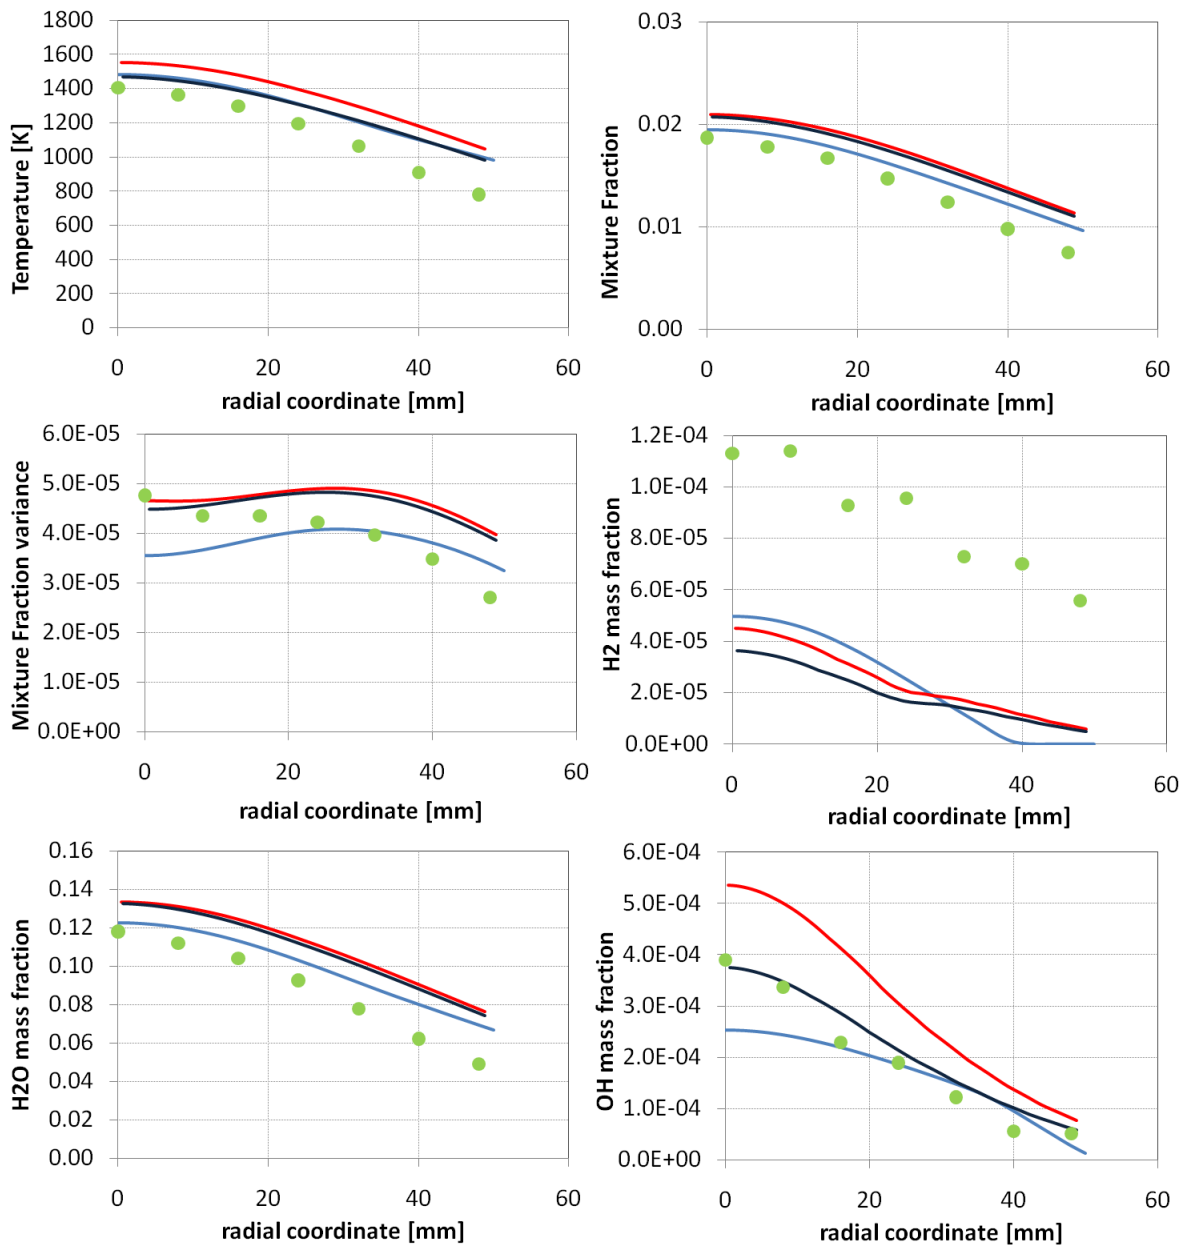 Temperature [K]
1800
1600
1400
1200
1000
800
600
400
200
0
0 20 40 60
radial coordinate [mm]
Mixture Fraction
0.03
0.02
0.01
0.00
0 20 40 60
radial coordinate [mm]
Mixture Fraction variance
6.0E-05
5.0E-05
4.0E-05
3.0E-05
2.0E-05
1.0E-05
0.0E+00
0 20 40 60
radial coordinate [mm]
H2 mass fraction
1.2E-04
1.0E-04
8.0E-05
6.0E-05
4.0E-05
2.0E-05
0.0E+00
0 20 40 60
radial coordinate [mm]
H2O mass fraction
0.16
0.14
0.12
0.10
0.08
0.06
0.04
0.02
0.00
0 20 40 60
radial coordinate [mm]
OH mass fraction
6.0E-04
5.0E-04
4.0E-04
3.0E-04
2.0E-04
1.0E-04
0.0E+00
0 20 40 60
radial coordinate [mm]